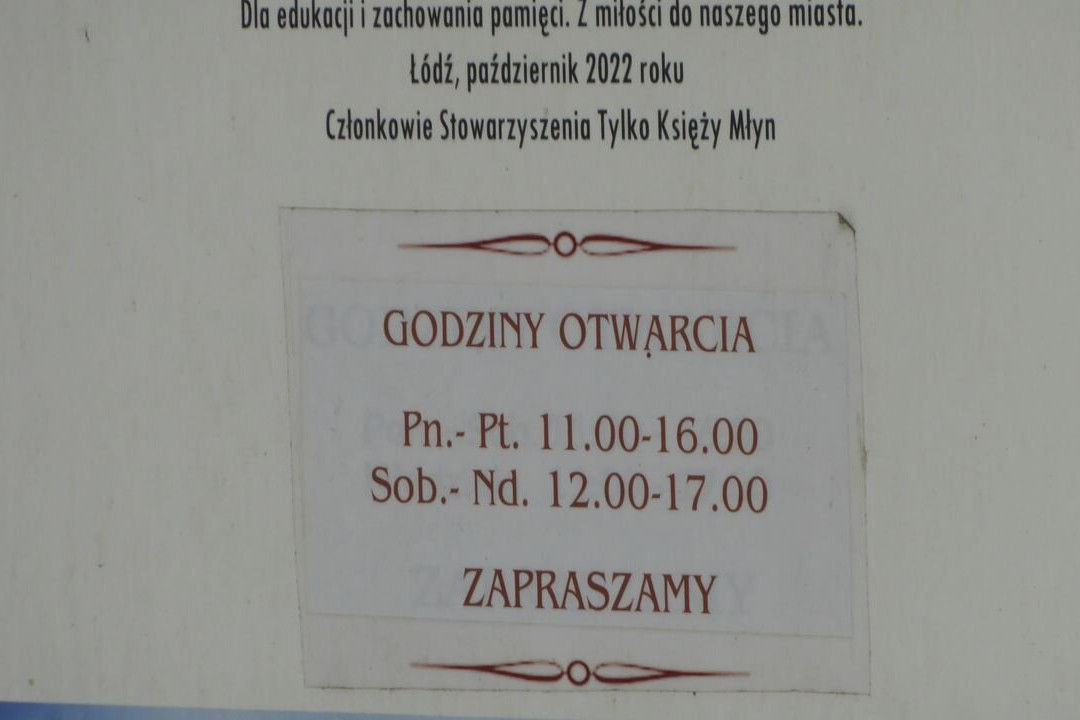 Dla edukacji i zachowania pamięci. Z miłości do naszego miasta.
Łódź, październik 2022 roku
Członkowie Stowarzyszenia Tylko Księży Młyn
GODZINY OTWARCIA
Pn.- Pt. 11.00-16.00
Sob.- Nd. 12.00-17.00
ZAPRASZAMY